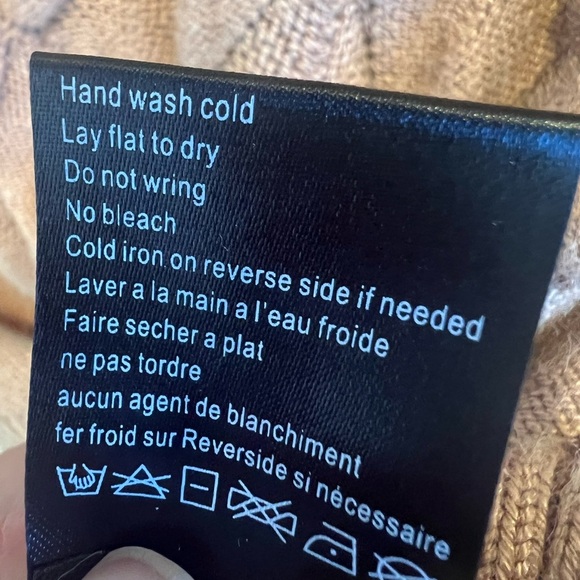 Hand wash cold
Lay flat to dry
Do not wring
No bleach
Cold iron on reverse side if needed
Laver a la main a l'eau froide
Faire secher a plat
ne pas tordre
aucun agent de blanchiment
fer froid sur Reverside si nécessaire